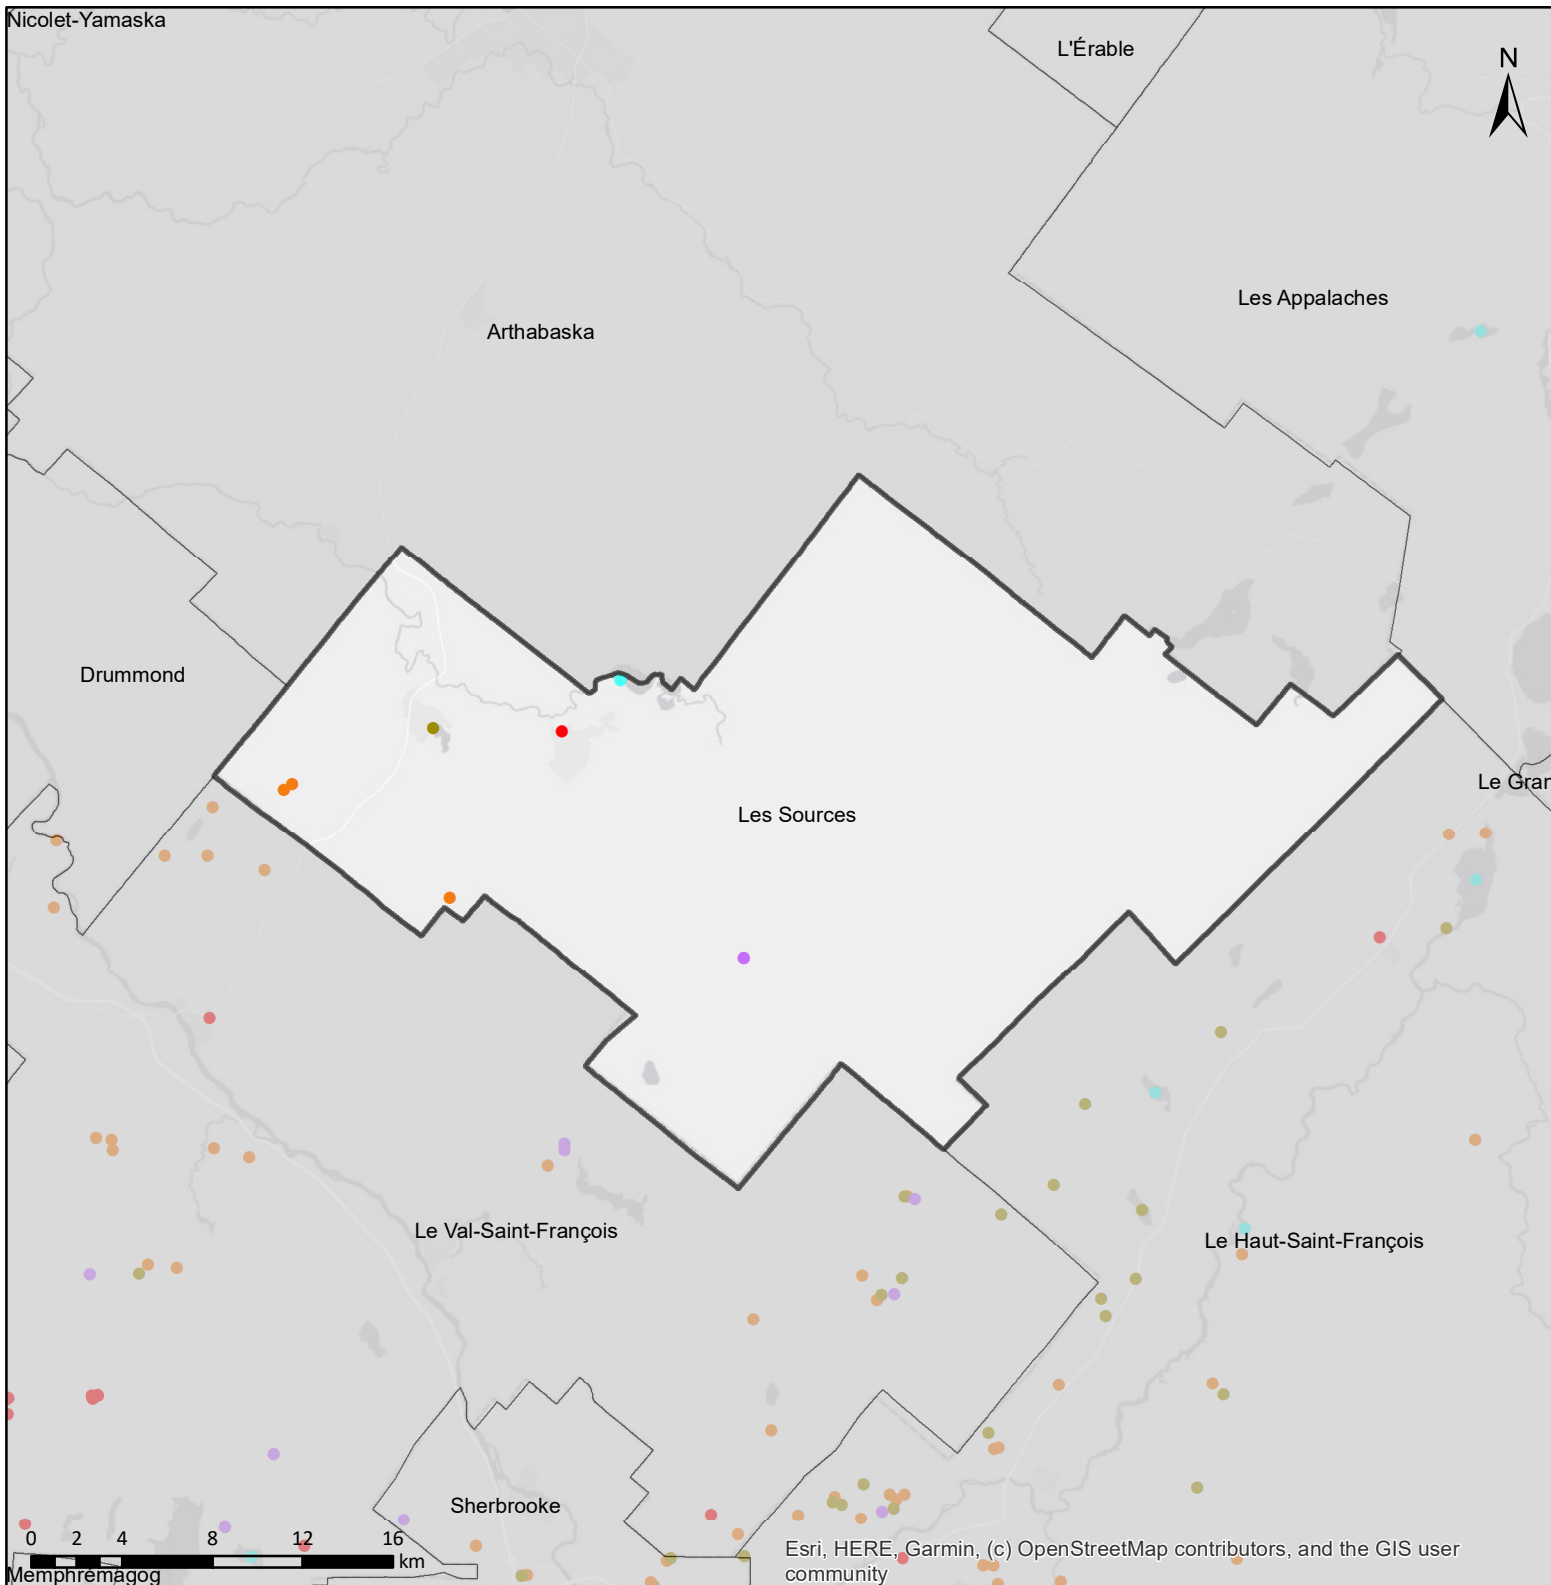 Nicolet-Yamaska
L'Érable
N
Les Appalaches
Arthabaska
Drummond
Le Gran
Les Sources
Le Val-Saint-François
Le Haut-Saint-François
Sherbrooke
0 2 4 8 12 16
km
Esri, HERE, Garmin, (c) OpenStreetMap contributors, and the GIS user
community
Memphrémagog